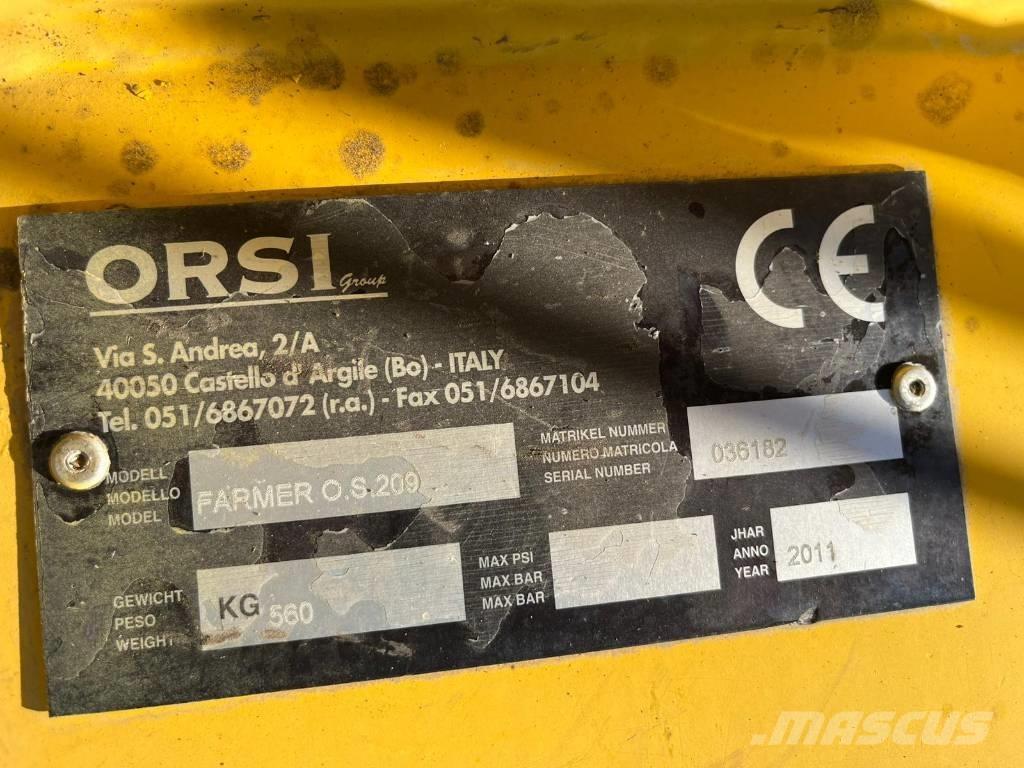 ORSI Group
CE
Via S. Andrea, 2/A
40050 Castello d' Argile (Bo) - ITALY
Tel. 051/6867072 (r.a.) - Fax 051/6867104
MODELL
MODELLO
MODEL
FARMER O.S.209
MATRIKEL NUMMER
NUMERO MATRICOLA
SERIAL NUMBER
036182
GEWICHT
PESO
WEIGHT
KG 560
MAX PSI
MAX.BAR
MAX BAR
JHAR
ANNO
YEAR
2011
MASCUS